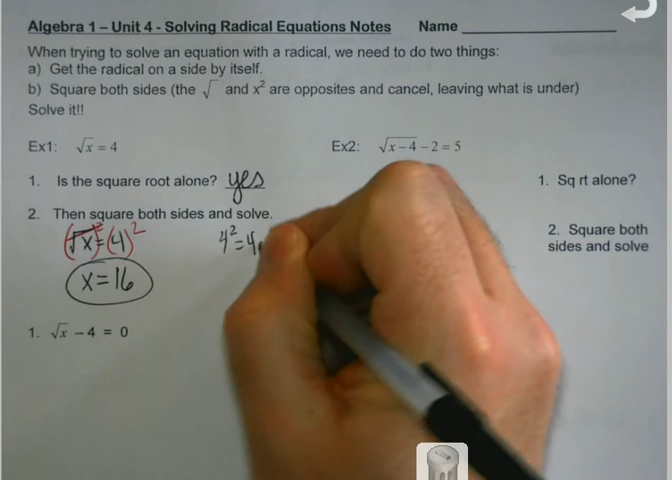 Algebra 1 – Unit 4 - Solving Radical Equations Notes Name
When trying to solve an equation with a radical, we need to do two things:
a) Get the radical on a side by itself.
b) Square both sides (the √ and x² are opposites and cancel, leaving what is under)
Solve it!!
Ex1: √x = 4
Ex2: √x-4 - 2 = 5
1. Is the square root alone? yes
1. Sq rt alone?
2. Then square both sides and solve.
2. Square both
sides and solve
(√x)²=(4)²
4²=4
x=16
1. √x - 4 = 0